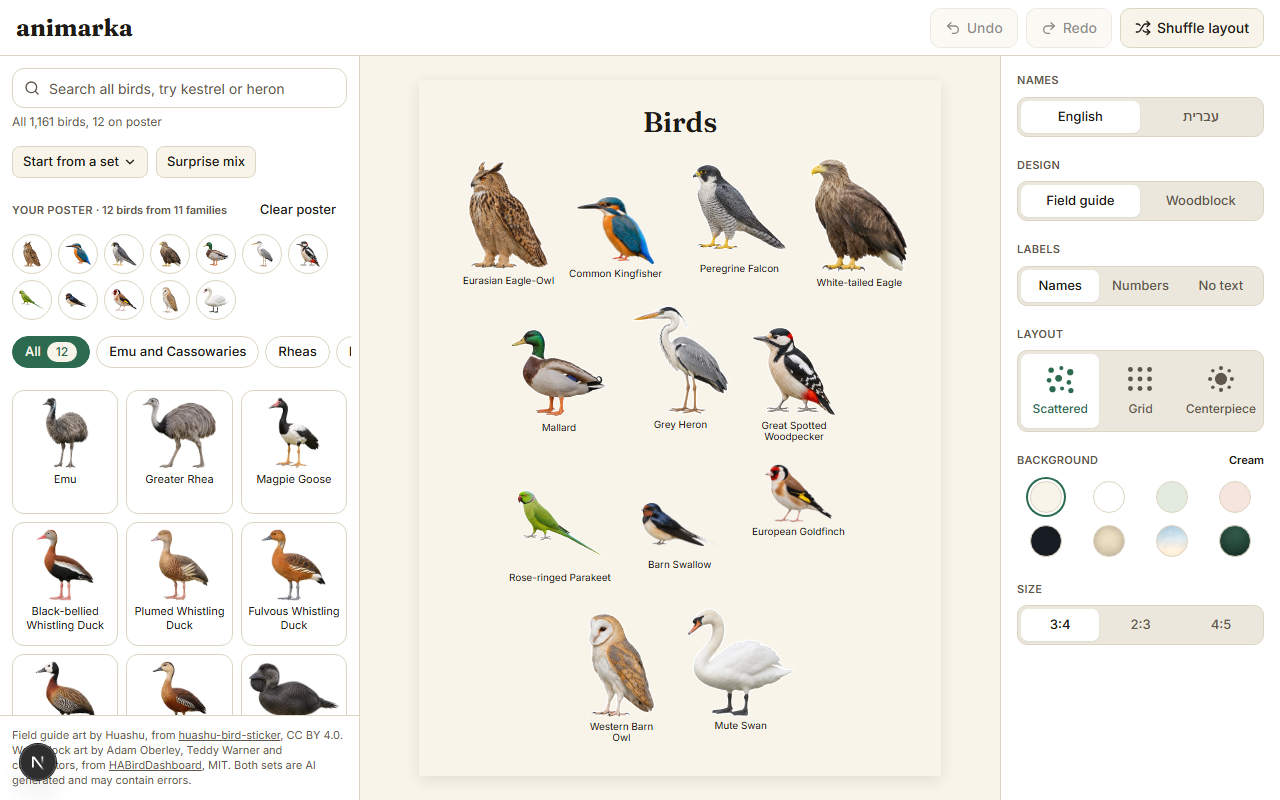 animarka
Undo
Redo
Shuffle layout
Search all birds, try kestrel or heron
All 1,161 birds, 12 on poster
Start from a set
Surprise mix
YOUR POSTER · 12 birds from 11 families
Clear poster
All 12
Emu and Cassowaries
Rheas
Emu
Greater Rhea
Magpie Goose
Black-bellied
Whistling Duck
Plumed Whistling
Duck
Fulvous Whistling
Duck
Field guide art by Huashu, from huashu-bird-sticker, CC BY 4.0.
art by Adam Oberley, Teddy Warner and
from HABirdDashboard, MIT. Both sets are AI
generated and may contain errors.
N
Birds
Eurasian Eagle-Owl
Common Kingfisher
Peregrine Falcon
White-tailed Eagle
Mallard
Grey Heron
Great Spotted
Woodpecker
Rose-ringed Parakeet
Barn Swallow
European Goldfinch
Western Barn
Owl
Mute Swan
NAMES
English
עברית
DESIGN
Field guide
Woodblock
LABELS
Names
Numbers
No text
LAYOUT
Scattered
Grid
Centerpiece
BACKGROUND
Cream
SIZE
3:4
2:3
4:5